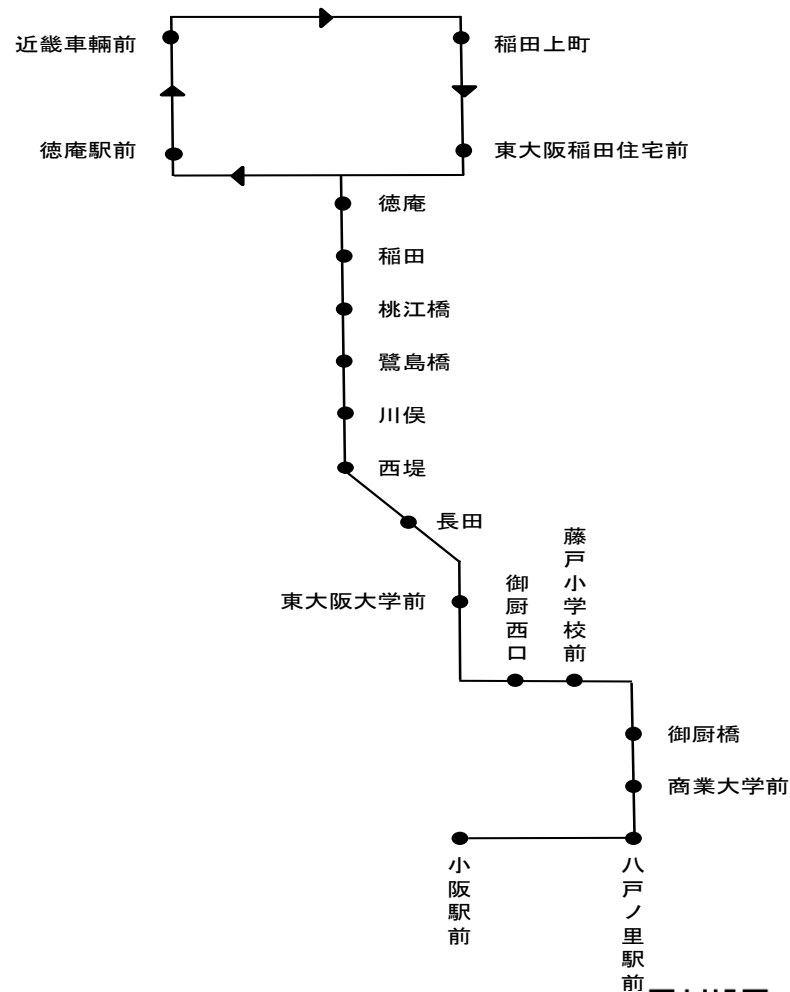 近畿車輛前
稲田上町
徳庵駅前
東大阪稲田住宅前
徳庵
稲田
桃江橋
鷺島橋
川俣
西堤
長田
東大阪大学前
御厨西口
藤戸小学校前
御厨橋
商業大学前
小阪駅前
八戸ノ里駅前